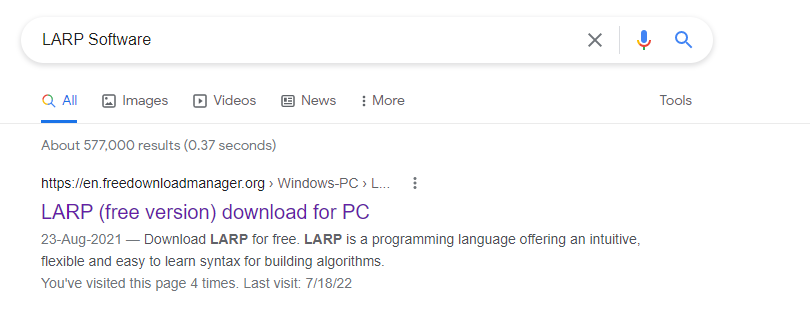 LARP Software
All Images Videos News More Tools
About 577,000 results (0.37 seconds)
https://en.freedownloadmanager.org › Windows-PC › L...
LARP (free version) download for PC
23-Aug-2021 — Download LARP for free. LARP is a programming language offering an intuitive,
flexible and easy to learn syntax for building algorithms.
You've visited this page 4 times. Last visit: 7/18/22